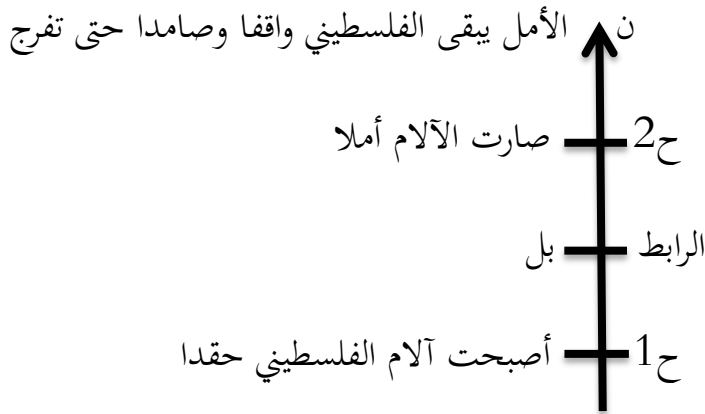 ن الأمل يبقى الفلسطيني واقفا وصامدا حتى تفرج
ح2 صارت الآلام أملا
الرابط بل
ح1 أصبحت آلام الفلسطيني حقدا